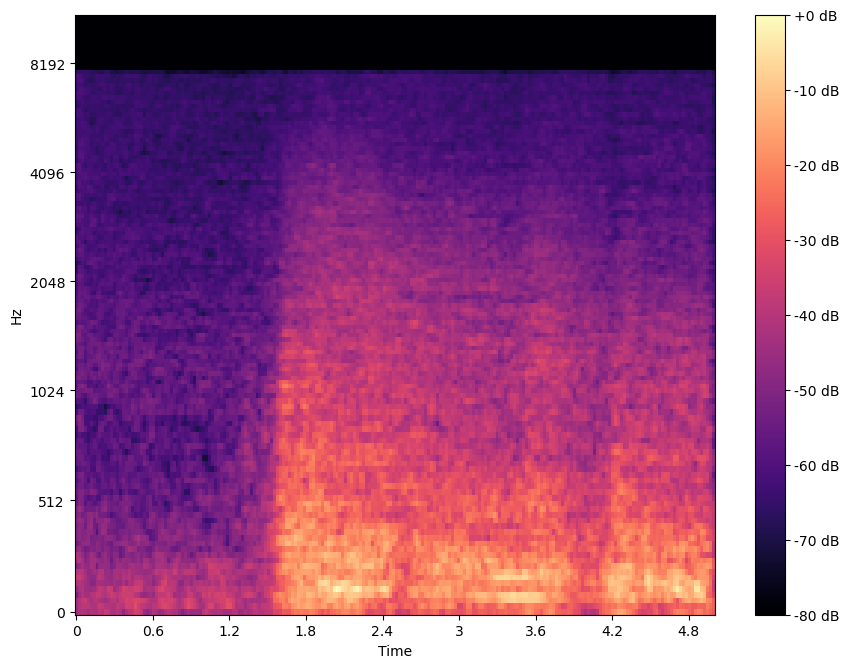 +0 dB
8192
-10 dB
4096
-20 dB
-30 dB
2048
Hz
-40 dB
1024
-50 dB
-60 dB
512
-70 dB
0
-80 dB
0 0.6 1.2 1.8 2.4 3 3.6 4.2 4.8
Time